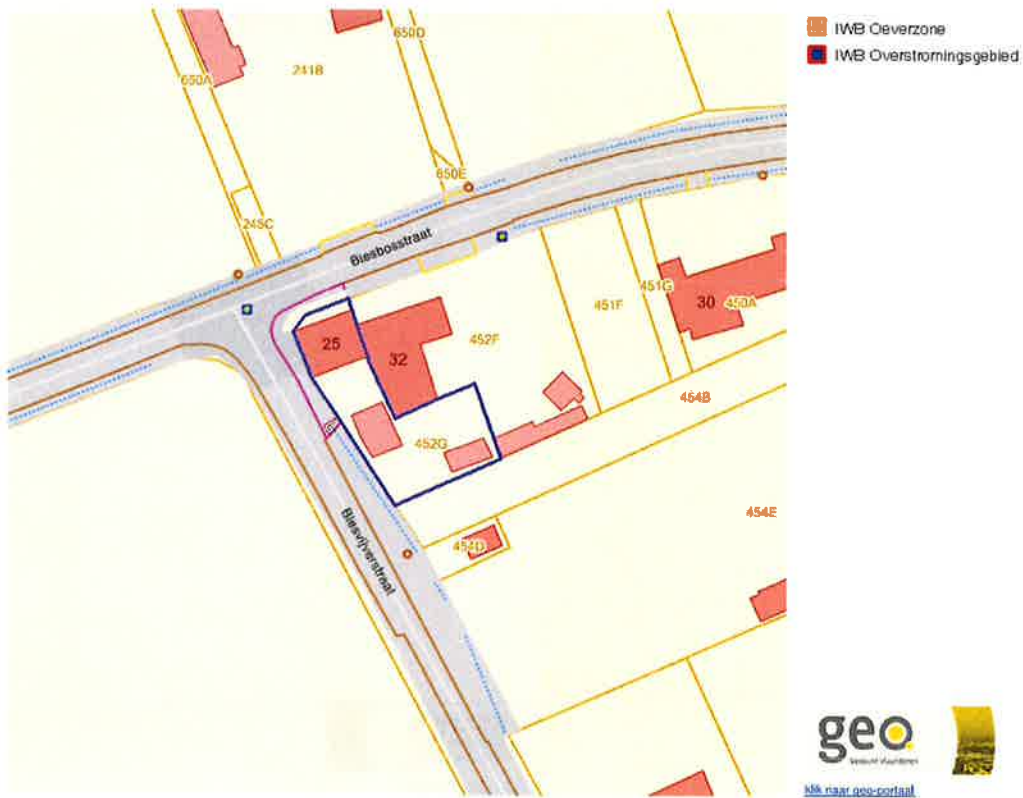 IWB Oeverzone
IWB Overstromingsgebied
650D
650A
241B
650E
245C
Biesbosstraat
451G
451F
30
450A
25
32
452F
454B
452G
454E
Biesvijverstraat
454D
geo
klik naar geo-portaal